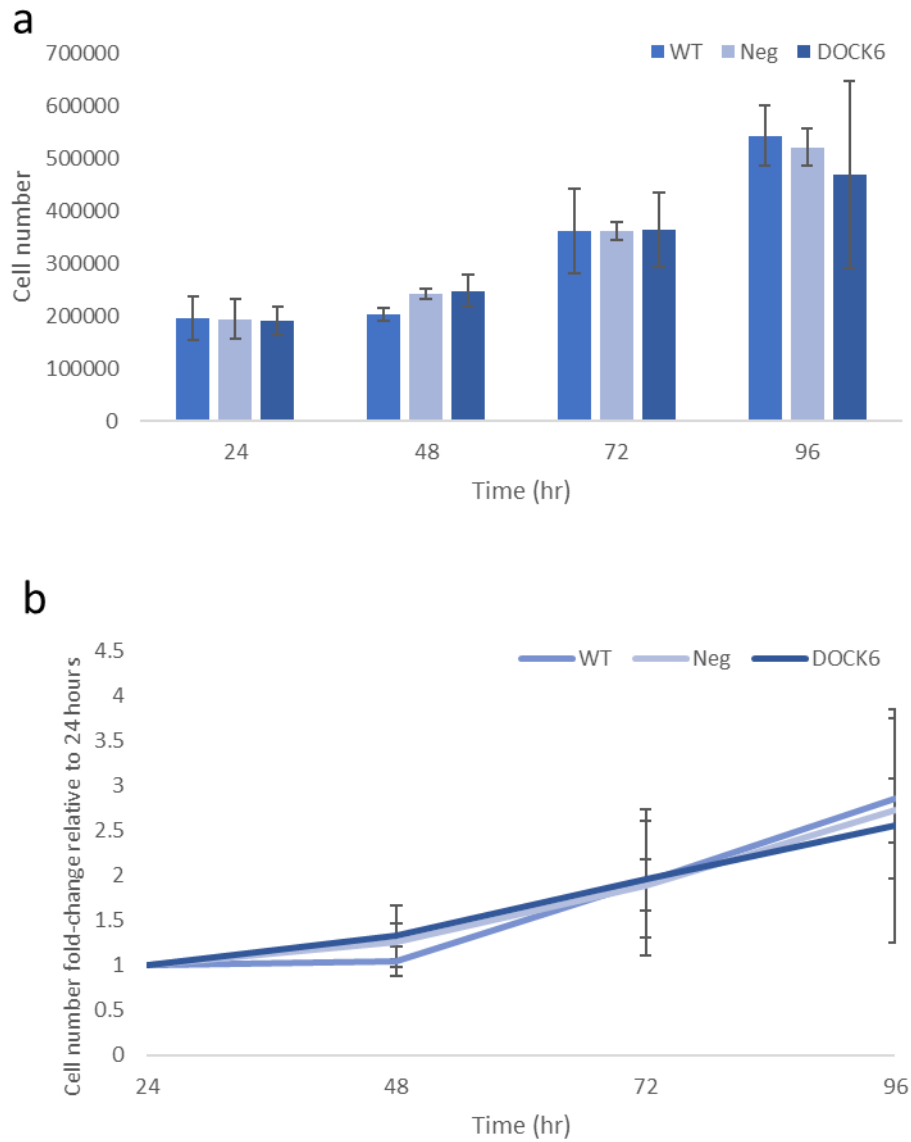 a
700000
WT Neg DOCK6
600000
500000
400000
300000
200000
100000
0
Cell number
24 48 72 96
Time (hr)
b
4.5
WT Neg DOCK6
4
3.5
3
2.5
2
1.5
1
0.5
0
Cell number fold-change relative to 24 hours
24 48 72 96
Time (hr)